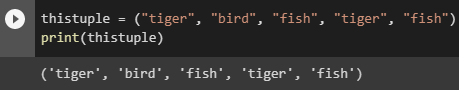 thistuple = ("tiger", "bird", "fish", "tiger", "fish")
print(thistuple)
('tiger', 'bird', 'fish', 'tiger', 'fish')